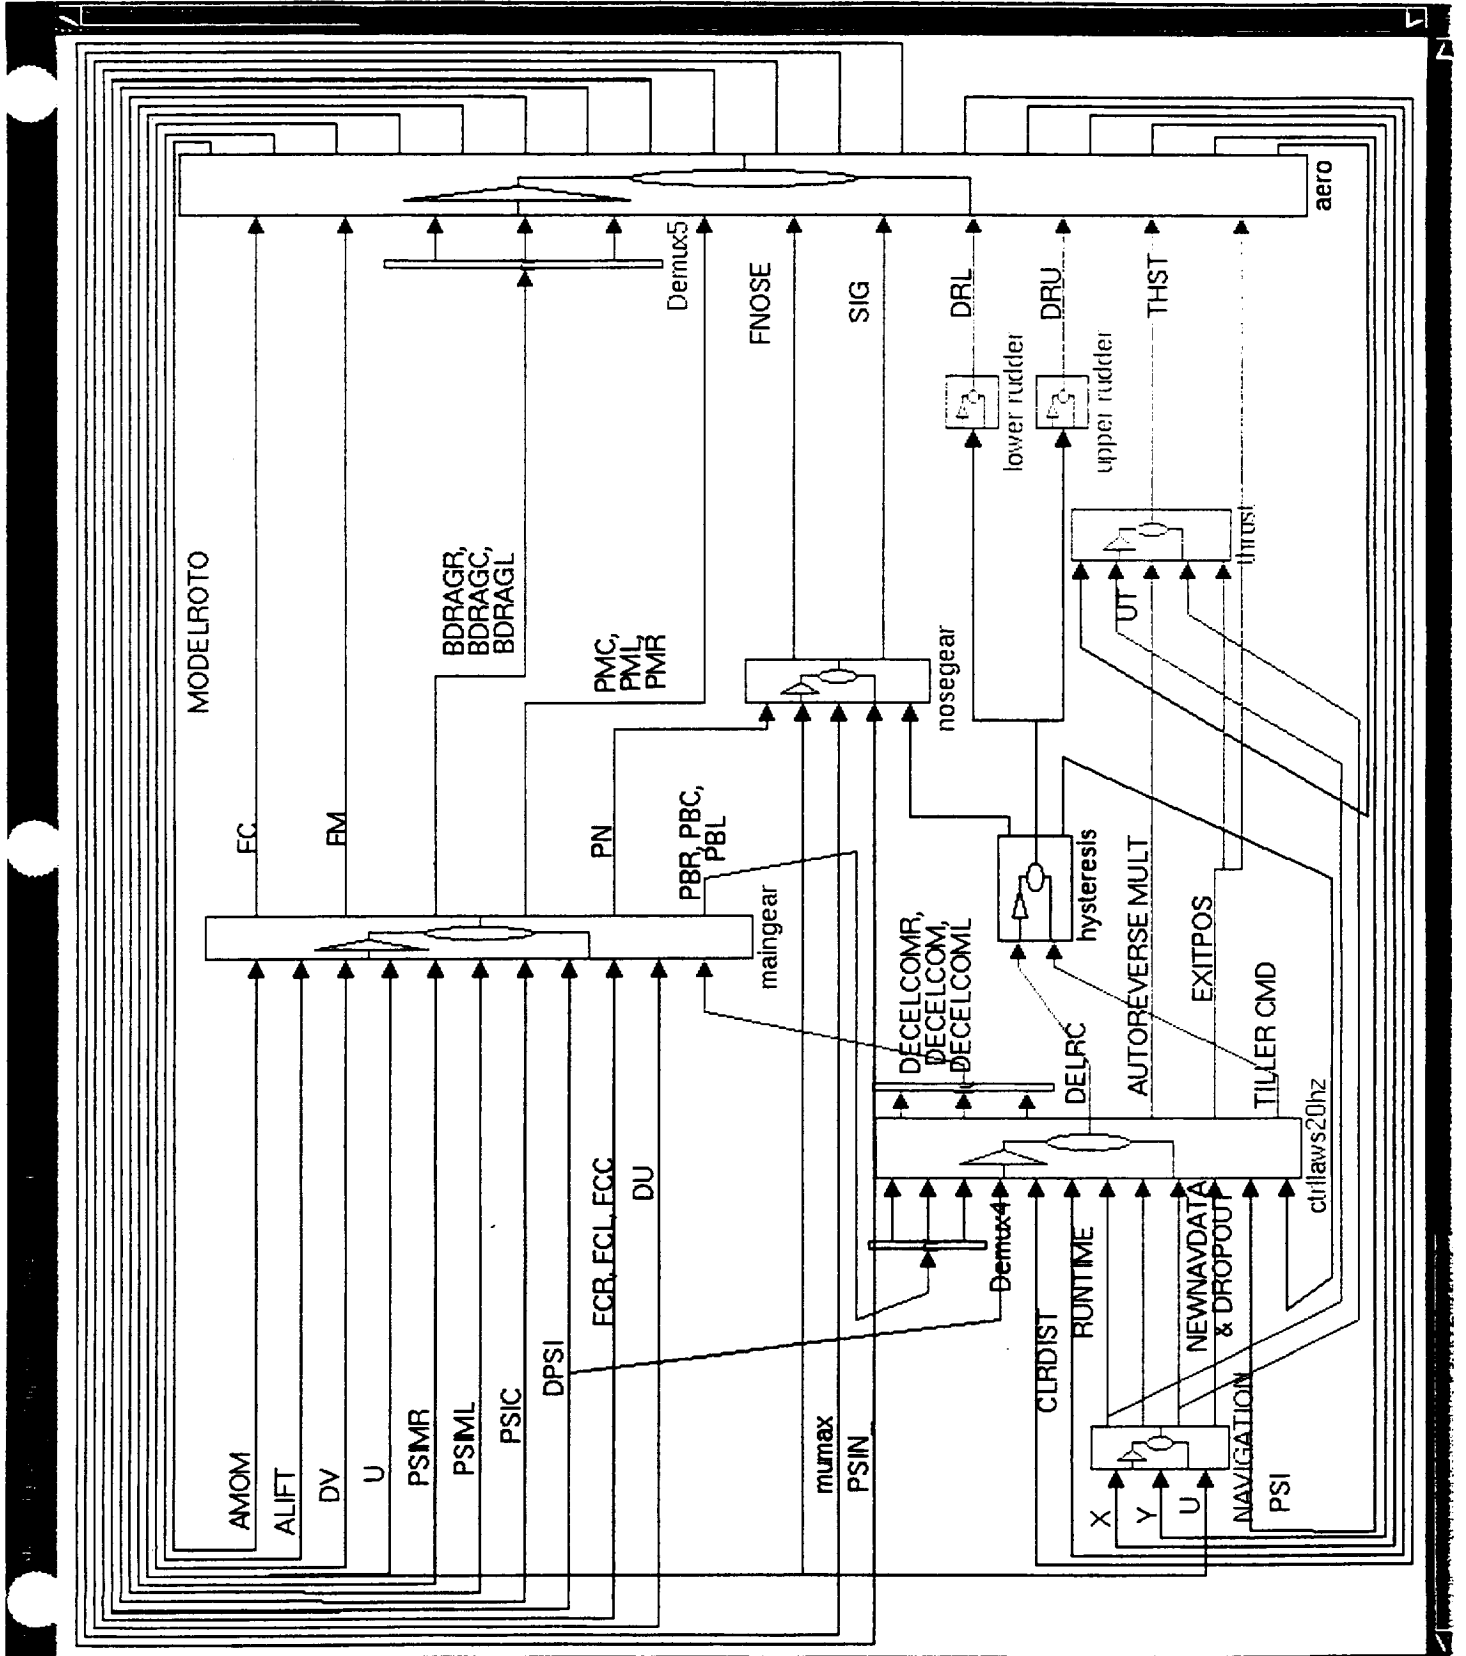 MODELROTO
aero
Demux5
FNOSE
SIG
DRL
DRU
THST
lower rudder
upper rudder
thrust
UT
BDRAGR,
BDRAGC,
BDRAGL
PMC,
PML,
PMR
nosegear
FC
FM
PN
PBR, PBC,
PBL
maingear
hysteresis
DECELCOMR,
DECELCOM,
DECELCOML
DELRC
AUTOREVERSE MULT
EXITPOS
TILLER CMD
ctrllaws20hz
AMOM
ALIFT
DV
U
PSIMR
PSIML
PSIC
DPSI
FCR, FCL, FCC
DU
mumax
PSIN
Demux4
CLRDIST
RUNTIME
NEWNAVDATA
& DROPOUT
X
Y
U
NAVIGATION
PSI